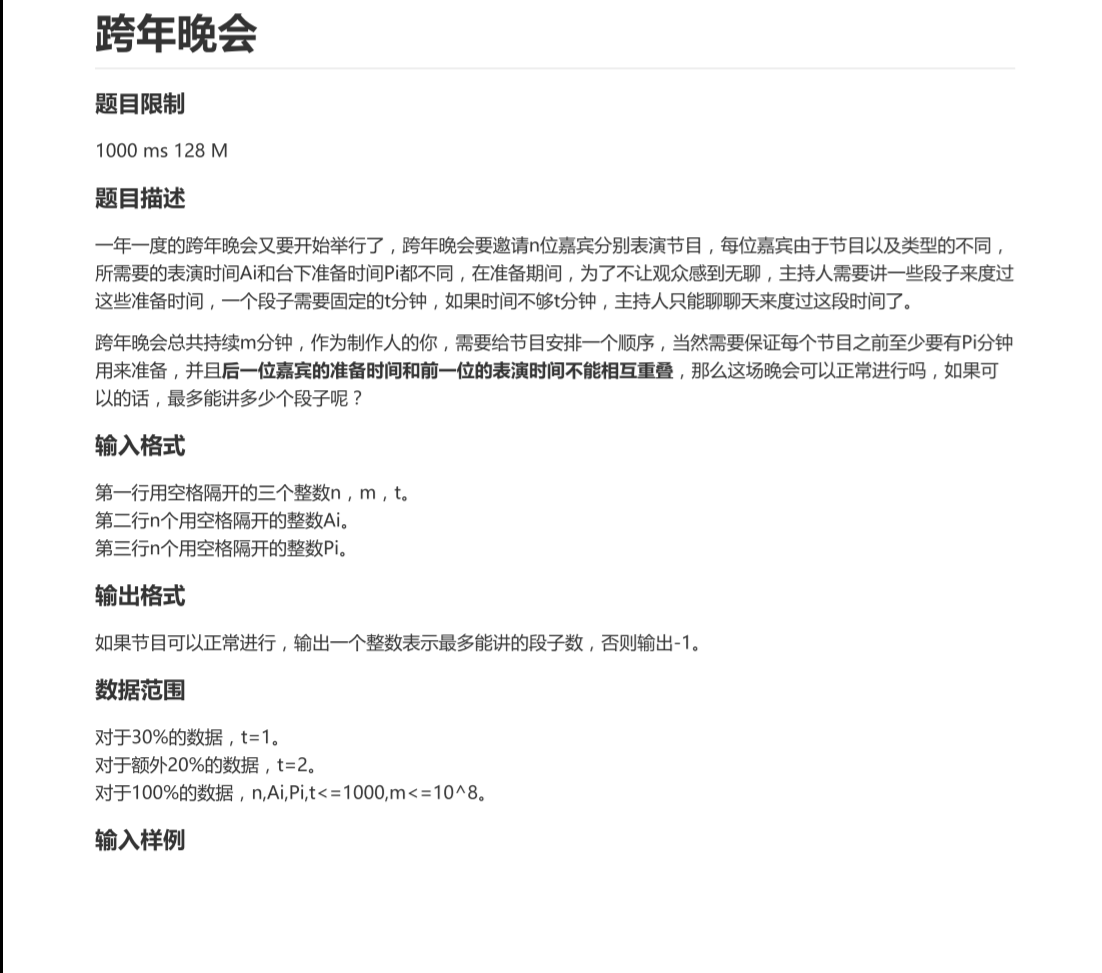 跨年晚会
题目限制
1000 ms 128 M
题目描述
一年一度的跨年晚会又要开始举行了，跨年晚会要邀请n位嘉宾分别表演节目，每位嘉宾由于节目以及类型的不同，
所需要的表演时间Ai和台下准备时间Pi都不同，在准备期间，为了不让观众感到无聊，主持人需要讲一些段子来度过
这些准备时间，一个段子需要固定的t分钟，如果时间不够t分钟，主持人只能聊聊天来度过这段时间了。
跨年晚会总共持续m分钟，作为制作人的你，需要给节目安排一个顺序，当然需要保证每个节目之前至少要有Pi分钟
用来准备，并且后一位嘉宾的准备时间和前一位的表演时间不能相互重叠，那么这场晚会可以正常进行吗，如果可
以的话，最多能讲多少个段子呢？
输入格式
第一行用空格隔开的三个整数n，m，t。
第二行n个用空格隔开的整数Ai。
第三行n个用空格隔开的整数Pi。
输出格式
如果节目可以正常进行，输出一个整数表示最多能讲的段子数，否则输出-1。
数据范围
对于30%的数据，t=1。
对于额外20%的数据，t=2。
对于100%的数据，n,Ai,Pi,t<=1000,m<=10^8。
输入样例